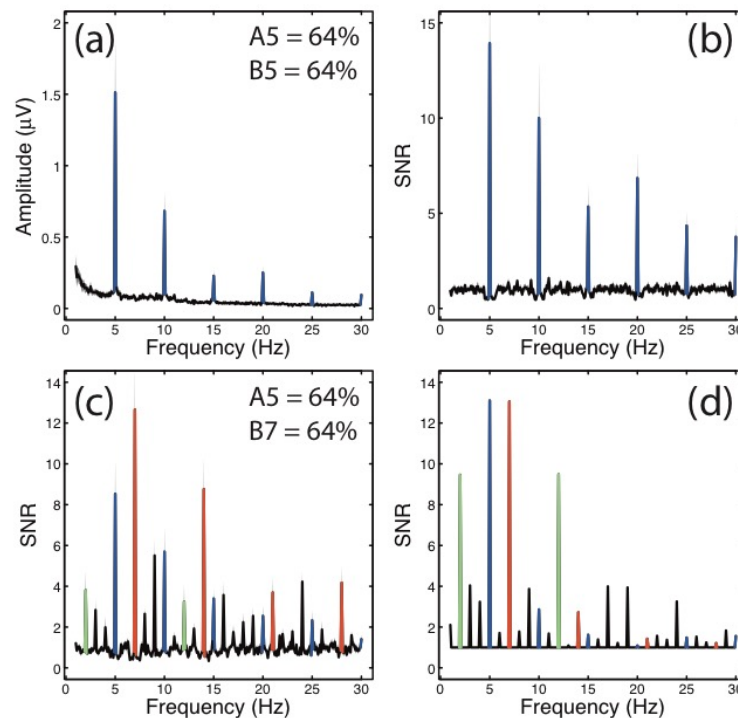 (a)
A5 = 64%
B5 = 64%
Amplitude (μV)
2
1.5
1
0.5
0
0 5 10 15 20 25 30
Frequency (Hz)
(b)
SNR
15
10
5
0
0 5 10 15 20 25 30
Frequency (Hz)
(c)
A5 = 64%
B7 = 64%
SNR
14
12
10
8
6
4
2
0
0 5 10 15 20 25 30
Frequency (Hz)
(d)
SNR
14
12
10
8
6
4
2
0
0 5 10 15 20 25 30
Frequency (Hz)